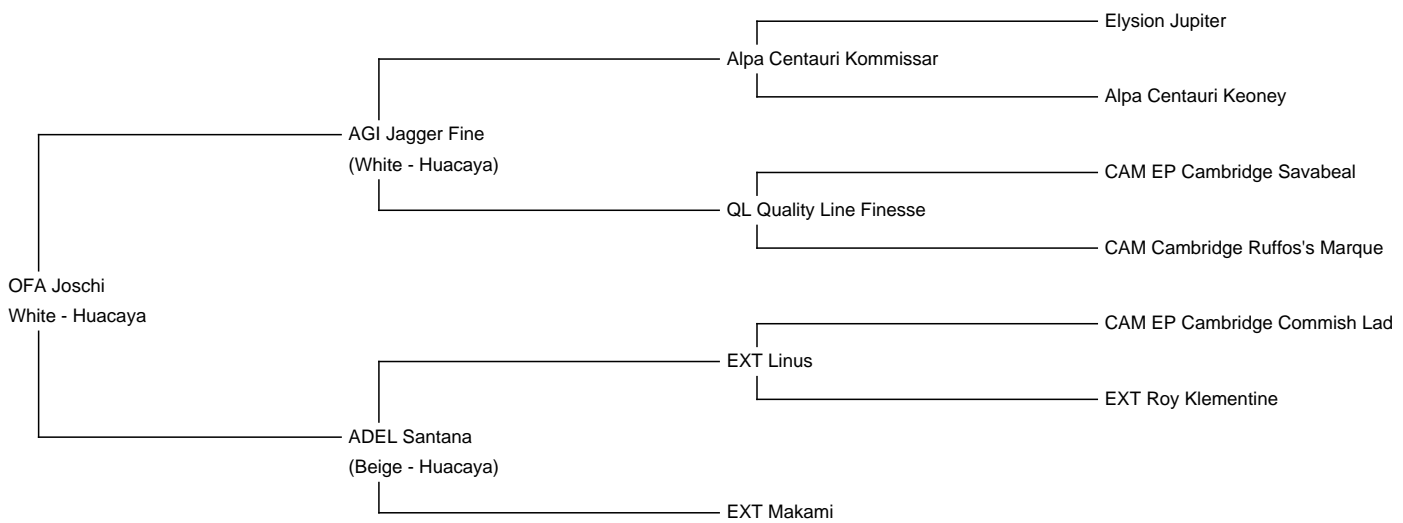 Elysion Jupiter
Alpa Centauri Kommissar
Alpa Centauri Keoney
AGI Jagger Fine
(White - Huacaya)
CAM EP Cambridge Savabeal
QL Quality Line Finesse
CAM Cambridge Ruffos's Marque
OFA Joschi
White - Huacaya
CAM EP Cambridge Commish Lad
EXT Linus
EXT Roy Klementine
ADEL Santana
(Beige - Huacaya)
EXT Makami